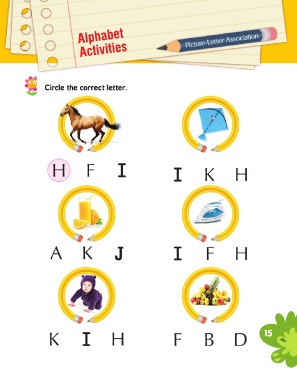 Alphabet
Activities
Picture-Letter Association
Circle the correct letter.
H F I
I K H
A K J
I F H
K I H
F B D
15